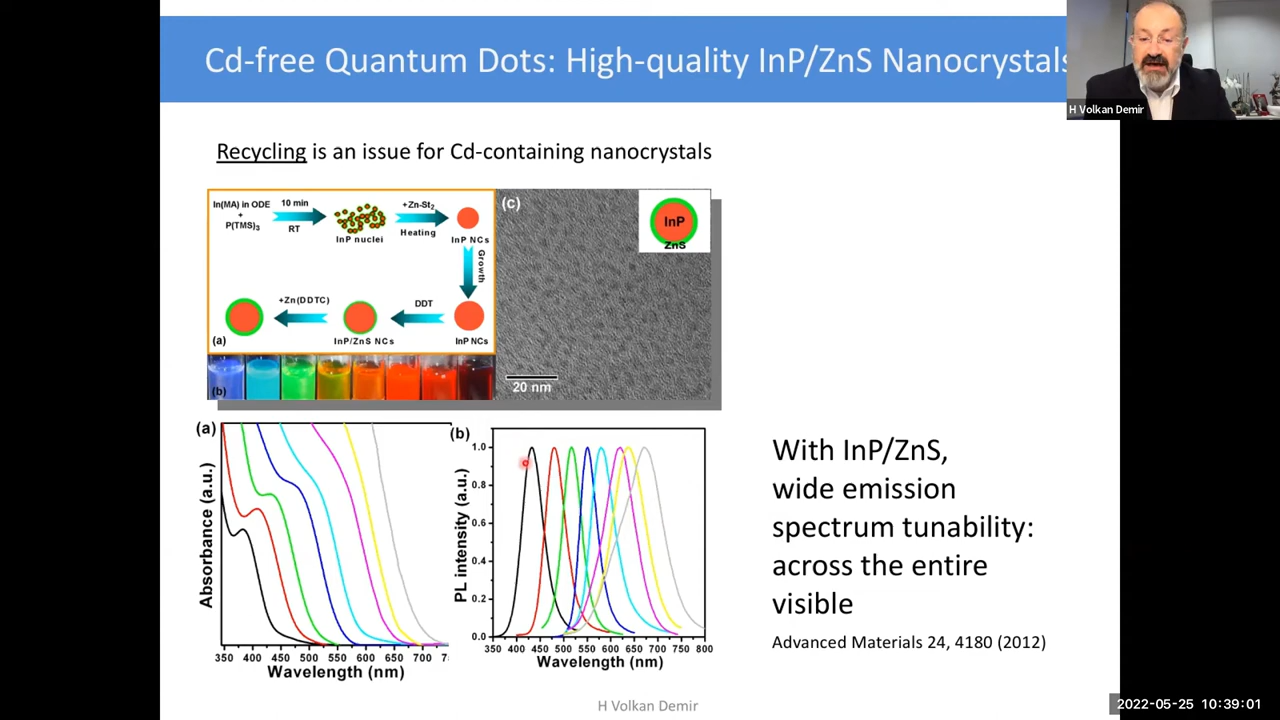 Cd-free Quantum Dots: High-quality InP/ZnS Nanocrystals
H Volkan Demir
Recycling is an issue for Cd-containing nanocrystals
In(MA) in ODE
+
P(TMS)3
10 min
RT
InP nuclei
+Zn-St2
Heating
InP NCs
Growth
+Zn(DDTC)
DDT
InP/ZnS NCs
InP NCs
(a)
(b)
(c)
InP
ZnS
20 nm
(a)
Absorbance (a.u.)
350 400 450 500 550 600 650 700
Wavelength (nm)
(b)
PL intensity (a.u.)
1.0
0.8
0.6
0.4
0.2
0.0
350 400 450 500 550 600 650 700 750 800
Wavelength (nm)
With InP/ZnS,
wide emission
spectrum tunability:
across the entire
visible
Advanced Materials 24, 4180 (2012)
H Volkan Demir
2022-05-25 10:39:01